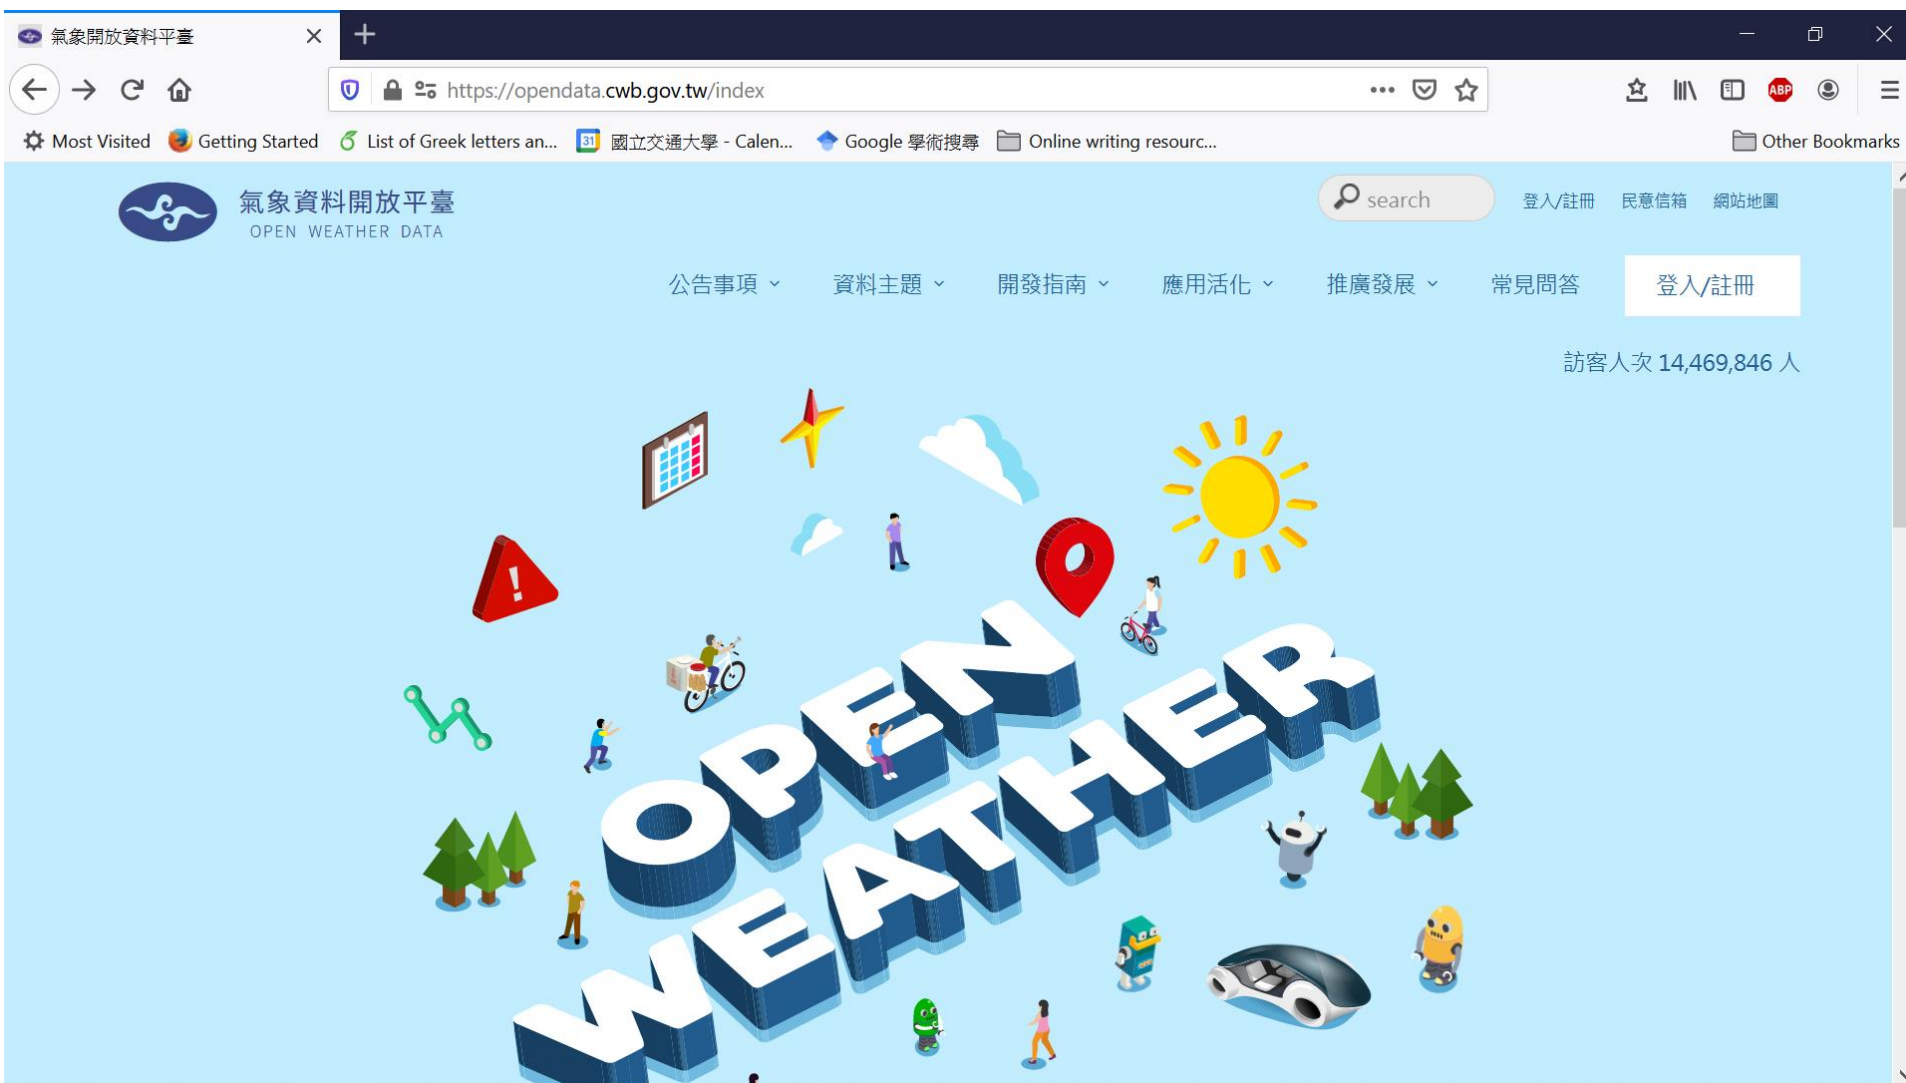 氣象開放資料平臺
https://opendata.cwb.gov.tw/index
ABP
Most Visited Getting Started List of Greek letters an... 31 國立交通大學 - Calen... Google 學術搜尋 Online writing resourc... Other Bookmarks
氣象資料開放平臺
OPEN WEATHER DATA
search 登入/註冊 民意信箱 網站地圖
公告事項 資料主題 開發指南 應用活化 推廣發展 常見問答 登入/註冊
訪客人次 14,469,846 人
OPEN
WEATHER